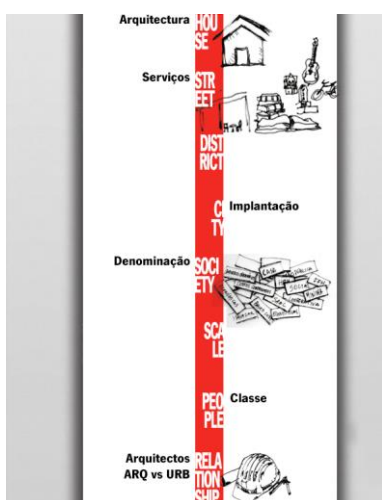 Arquitectura
HOU
SE
Serviços
STR
EET
DIST
RICT
CI
TY
Implantação
Denominação
SOCI
ETY
CASA
SCA
LE
PEO
PLE
Classe
Arquitectos
ARQ vs URB
RELA
TION
SHIP